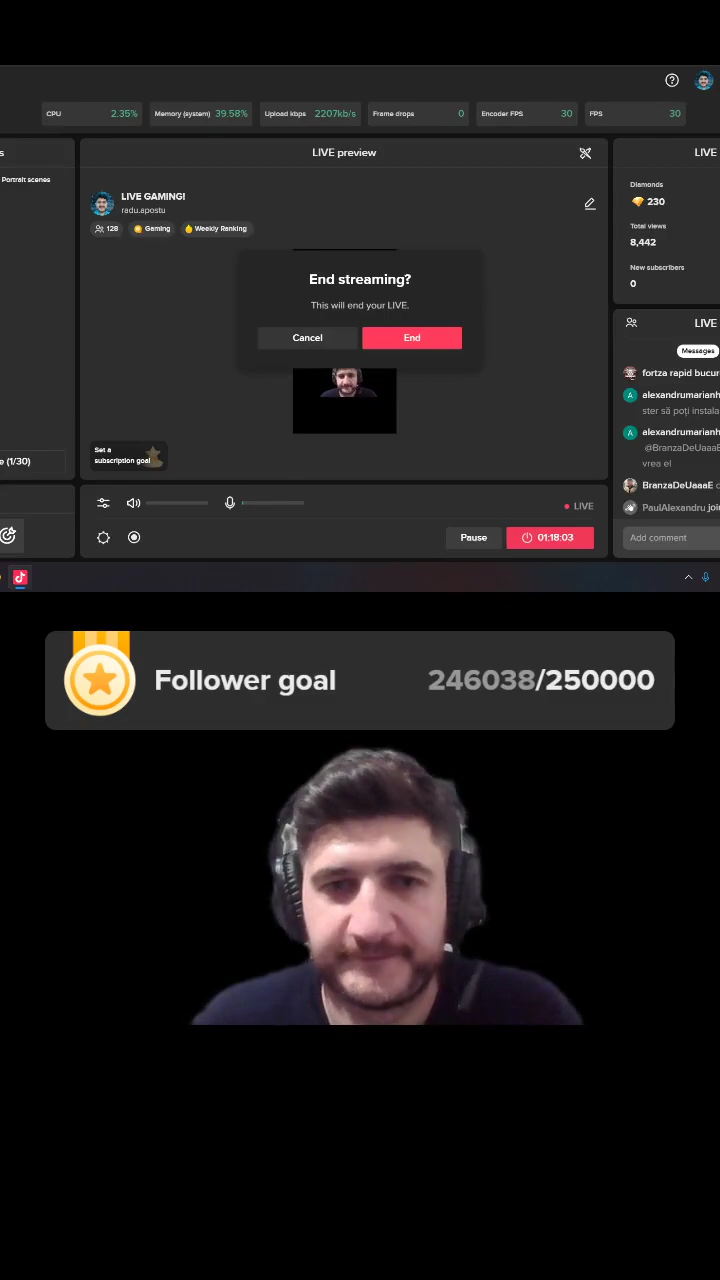 CPU 2.35%
Memory (system) 39.58%
Upload kbps 2207kb/s
Frame drops 0
Encoder FPS 30
FPS 30
s
Portrait scenes
e (1/30)
LIVE preview
LIVE GAMING!
radu.apostu
128
Gaming
Weekly Ranking
End streaming?
This will end your LIVE.
Cancel
End
Set a
subscription goal
LIVE
Pause
01:18:03
LIVE
Diamonds
230
Total views
8,442
New subscribers
0
LIVE
Messages
fortza rapid bucur
A alexandrumarianh
ster să poți instala
A alexandrumarianh
@BranzaDeUaaaE
vrea el
BranzaDeUaaaE
PaulAlexandru join
Add comment
Follower goal 246038/250000